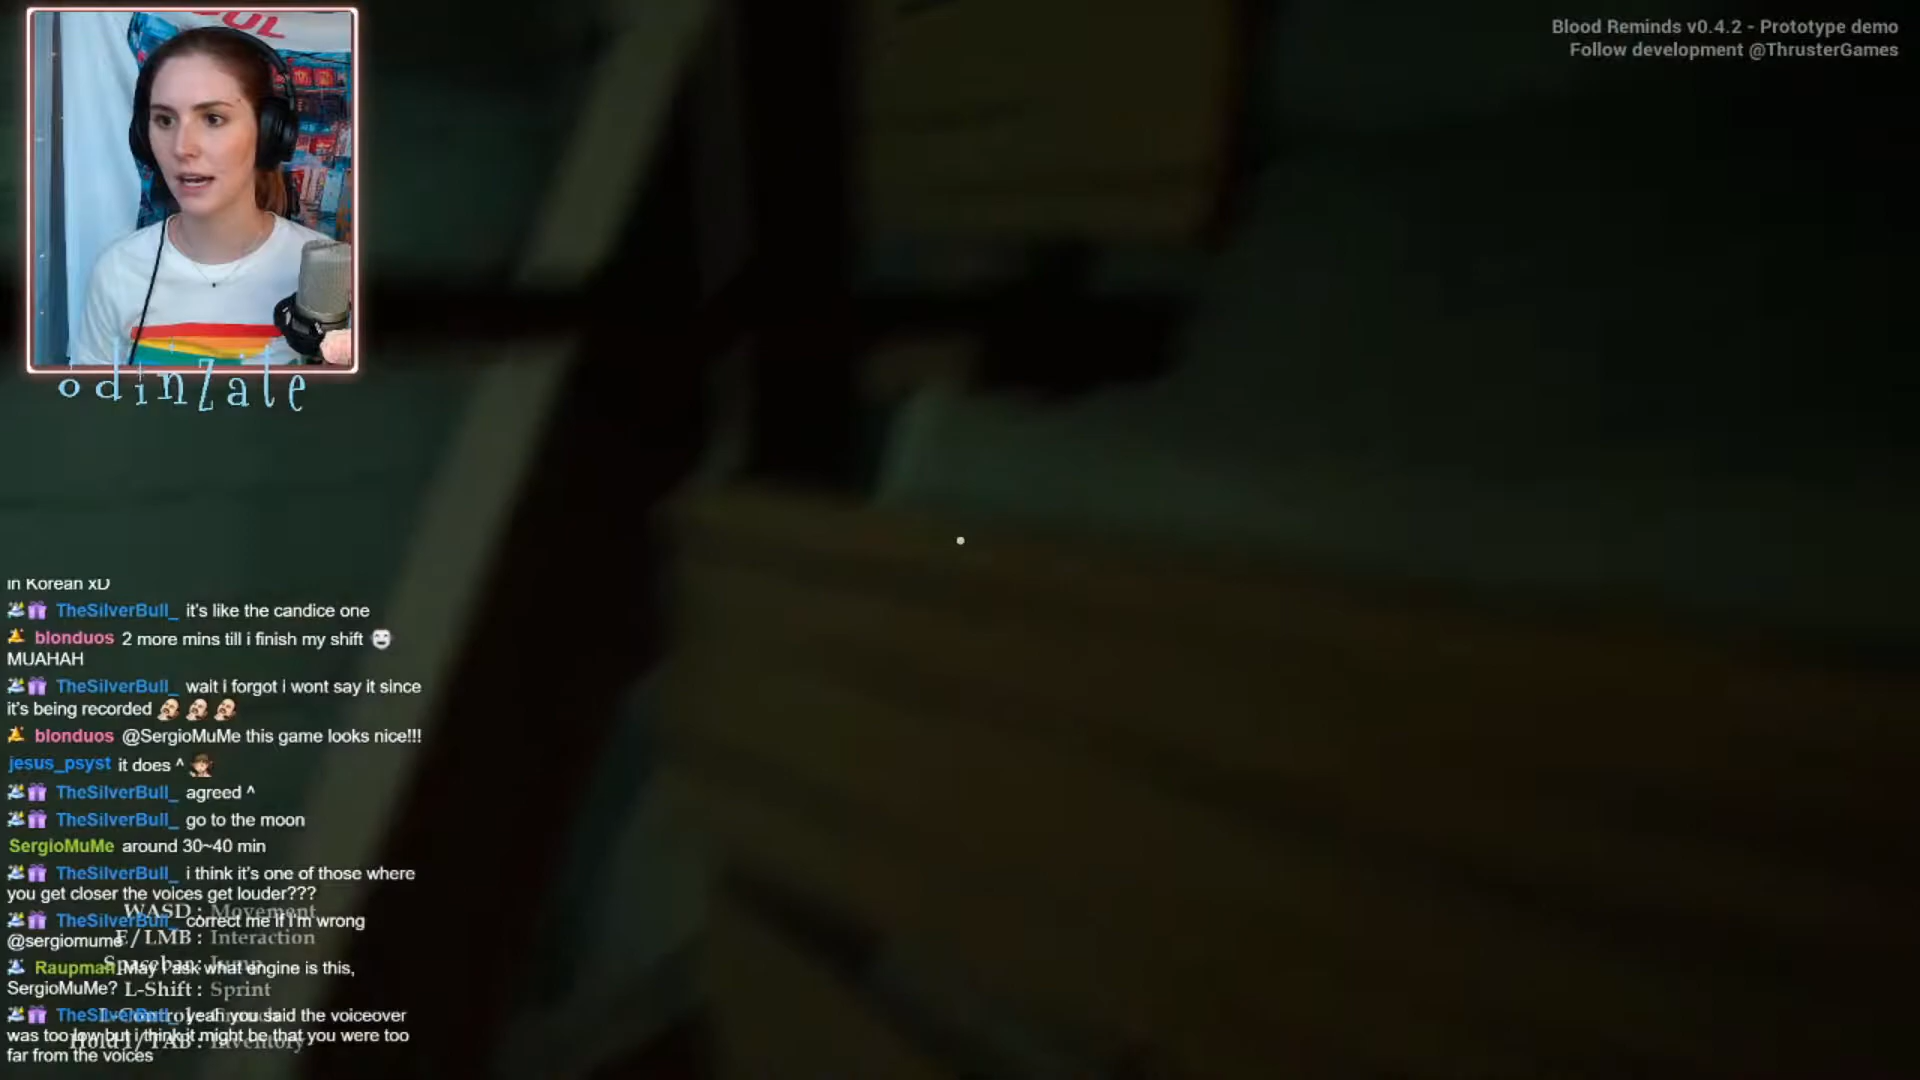 Blood Reminds v0.4.2 - Prototype demo
Follow development @ThrusterGames
odinzate
in Korean xD
TheSilverBull_ it's like the candice one
blonduos 2 more mins till i finish my shift
MUAHAH
TheSilverBull_ wait i forgot i wont say it since
it's being recorded
blonduos @SergioMuMe this game looks nice!!!
jesus_psyst it does ^
TheSilverBull_ agreed ^
TheSilverBull_ go to the moon
SergioMuMe around 30~40 min
TheSilverBull_ i think it's one of those where
you get closer the voices get louder???
WASD : Movement
TheSilverBull_ correct me if i'm wrong
@sergiomume
E/LMB : Interaction
Spacebar : Jump
Raupman May I ask what engine is this,
SergioMuMe?
L-Shift : Sprint
TheSilverBull_ yeah you said the voiceover
was too low but i think it might be that you were too
Hold I/TAB : Inventory
far from the voices